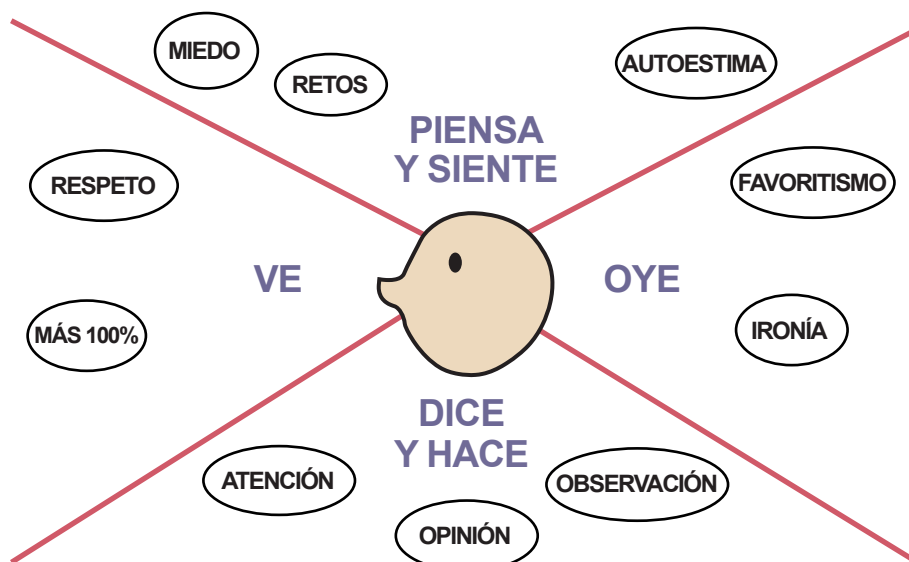 MIEDO
RETOS
AUTOESTIMA
PIENSA
Y SIENTE
RESPETO
FAVORITISMO
VE
OYE
MÁS 100%
IRONÍA
DICE
Y HACE
ATENCIÓN
OBSERVACIÓN
OPINIÓN